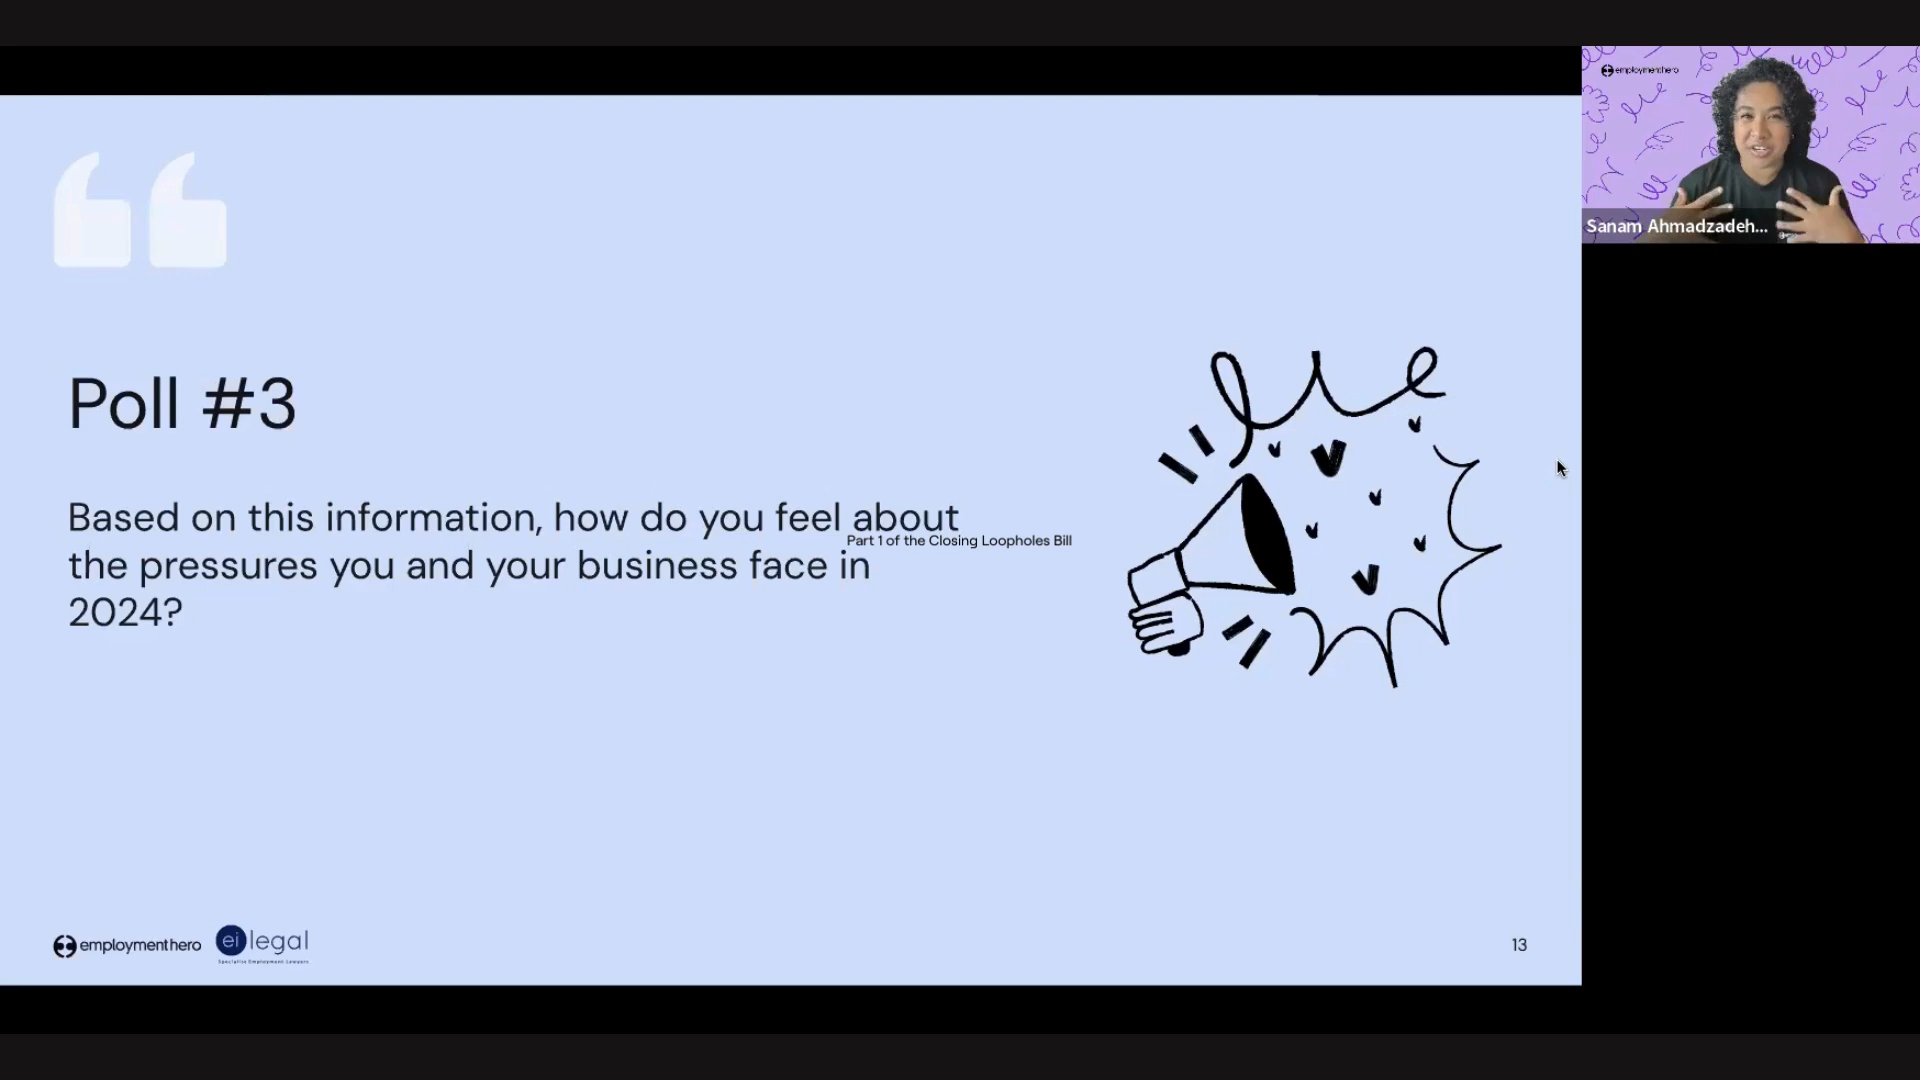 employmenthero
Sanam Ahmadzadeh...
Poll #3
Based on this information, how do you feel about
Part 1 of the Closing Loopholes Bill
the pressures you and your business face in
2024?
employmenthero
ei legal
Specialist Employment Lawyers
13